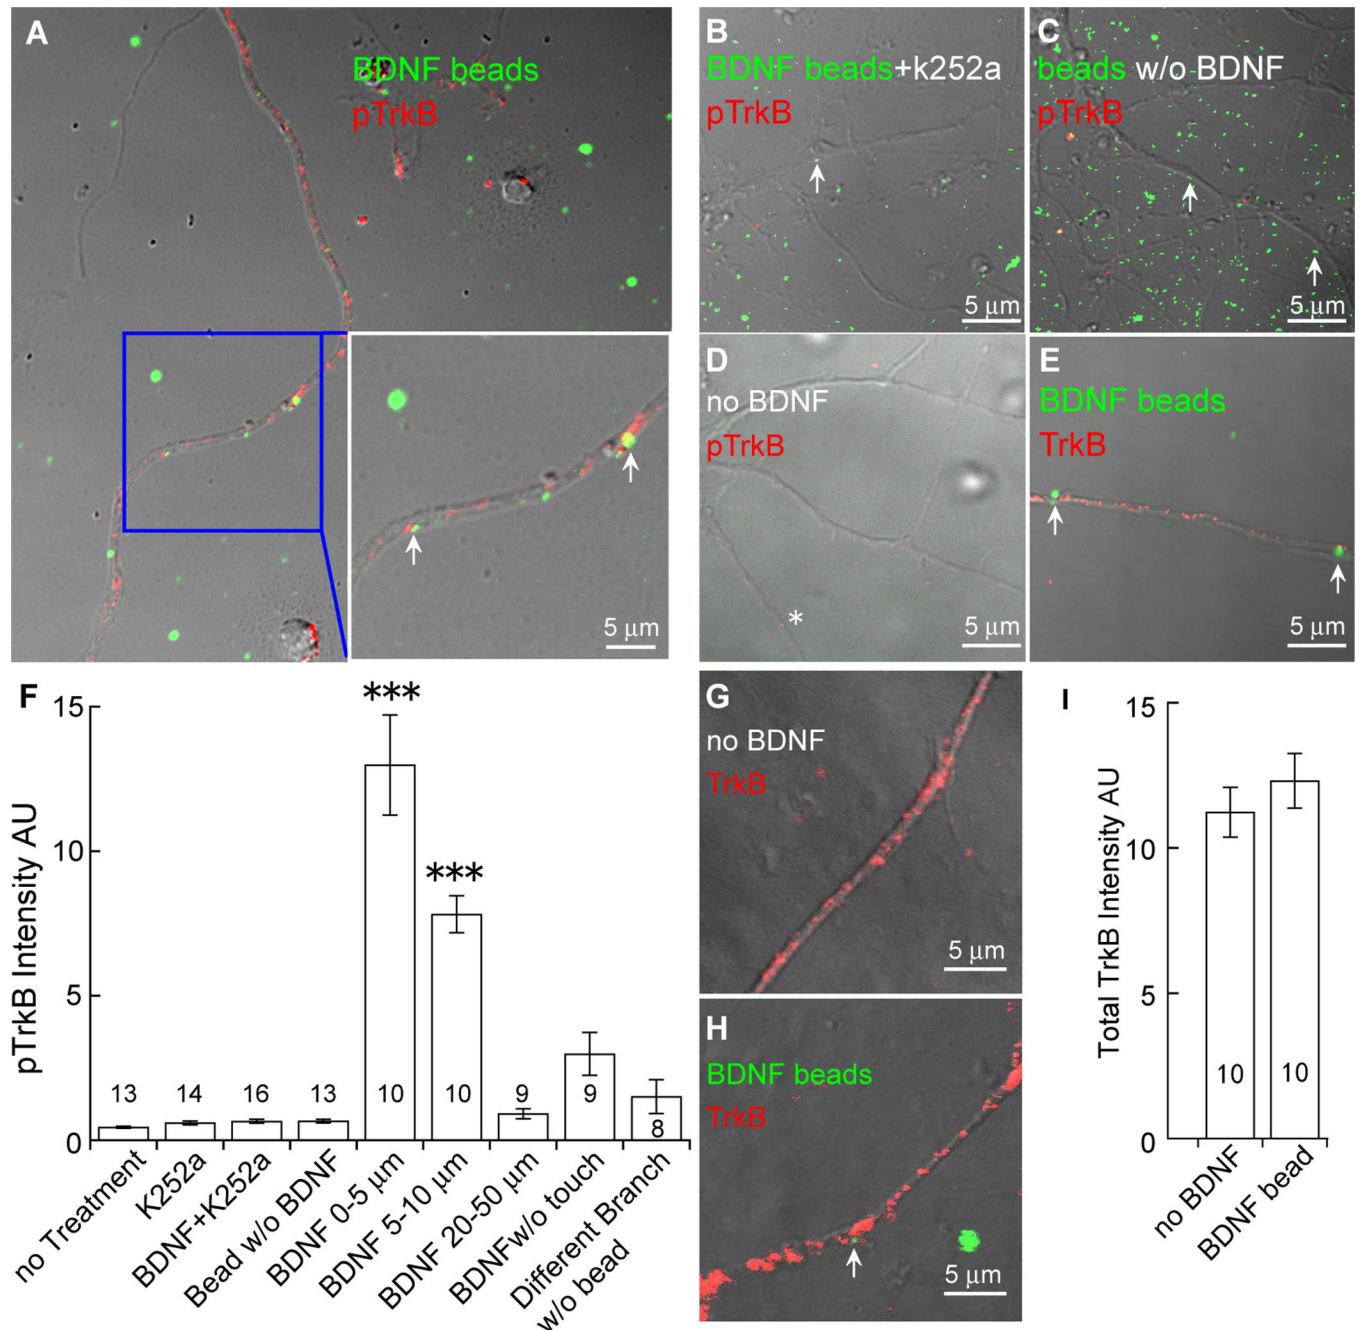 A
BDNF beads
pTrkB
5 µm
B
BDNF beads+k252a
pTrkB
5 µm
C
beads w/o BDNF
pTrkB
5 µm
D
no BDNF
pTrkB
*
5 µm
E
BDNF beads
TrkB
5 µm
F
pTrkB Intensity AU
15
10
5
0
***
***
13
14
16
13
10
10
9
9
8
no Treatment
K252a
BDNF+K252a
Bead w/o BDNF
BDNF 0-5 µm
BDNF 5-10 µm
BDNF 20-50 µm
BDNFw/o touch
Different Branch
w/o bead
G
no BDNF
TrkB
5 µm
H
BDNF beads
TrkB
5 µm
I
Total TrkB Intensity AU
15
10
5
0
10
10
no BDNF
BDNF bead